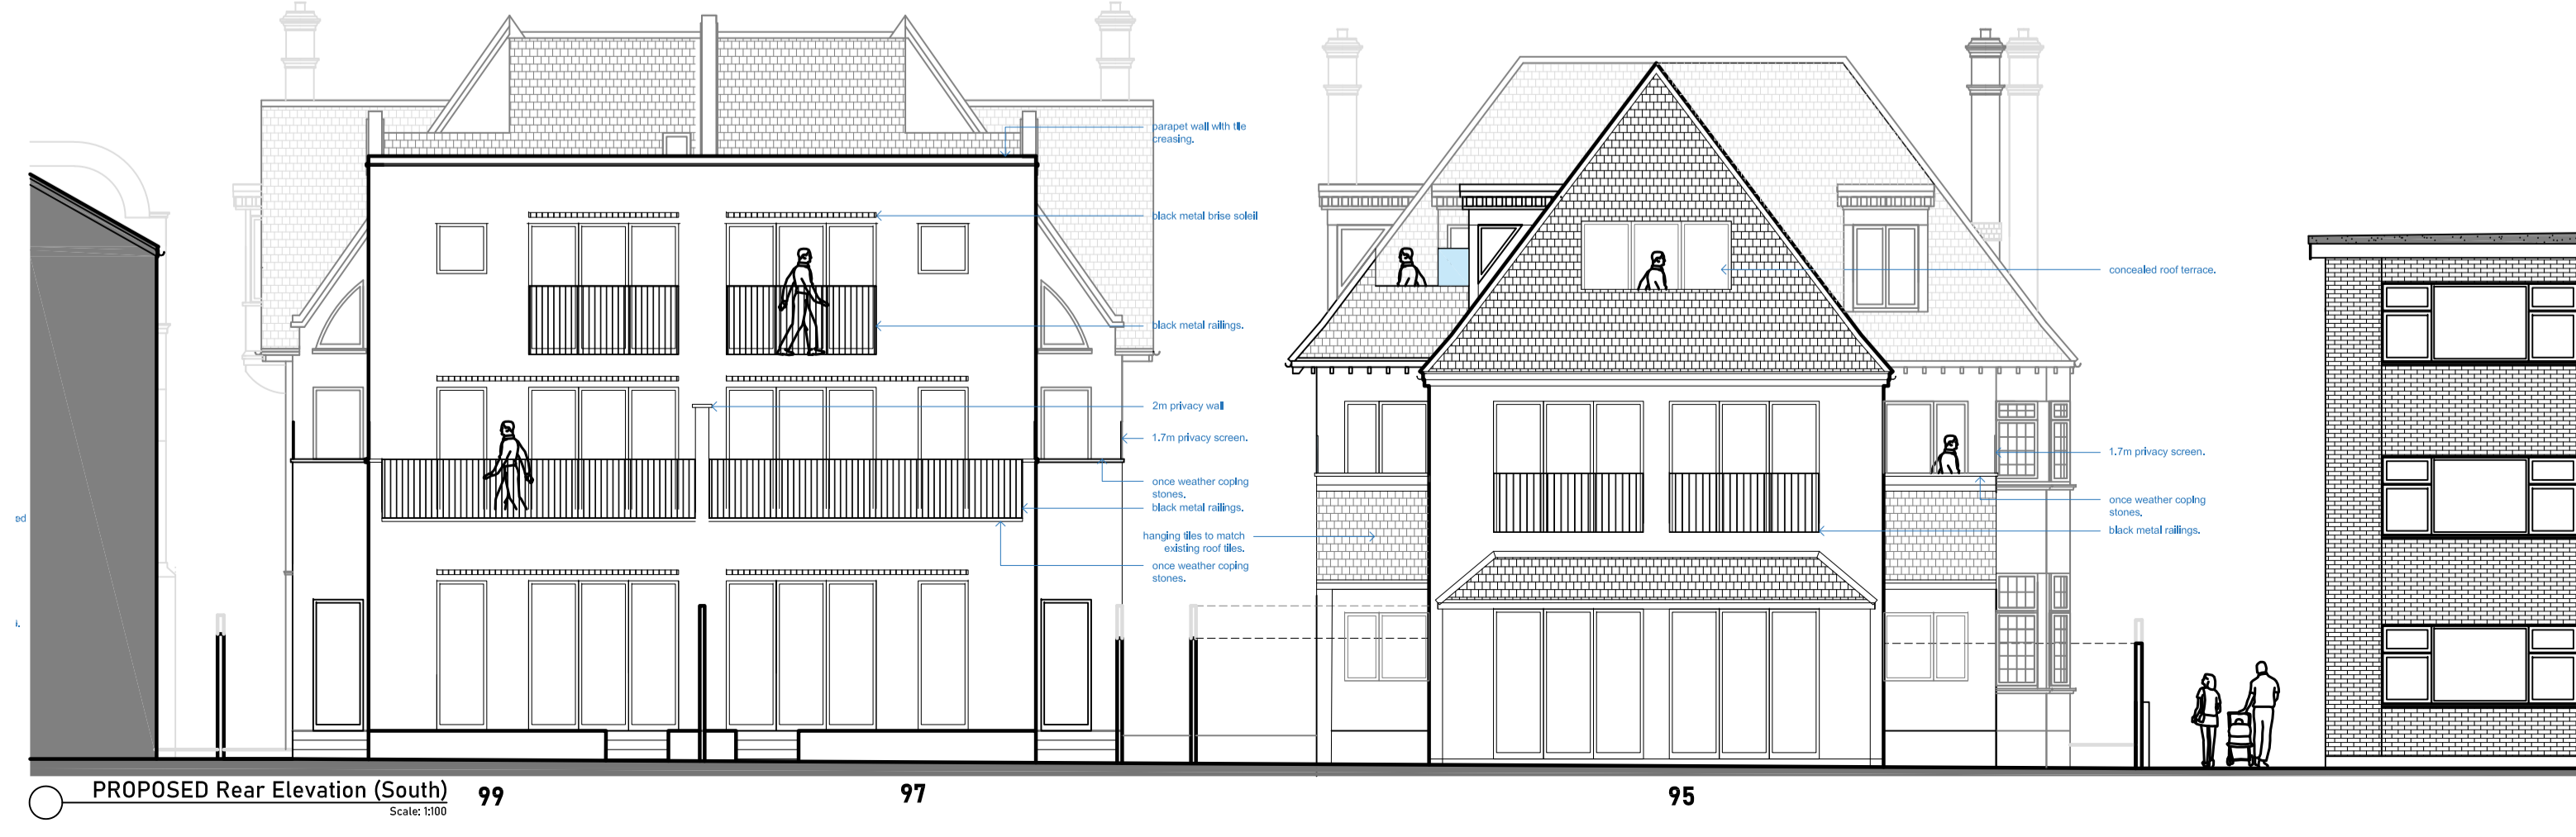 parapet wall with tile
creasing.
black metal brise soleil
concealed roof terrace.
black metal railings.
2m privacy wall
1.7m privacy screen.
1.7m privacy screen.
once weather coping
stones.
once weather coping
stones.
black metal railings.
ed
black metal railings.
hanging tiles to match
existing roof tiles.
once weather coping
stones.
PROPOSED Rear Elevation (South)
Scale: 1:100
99
97
95